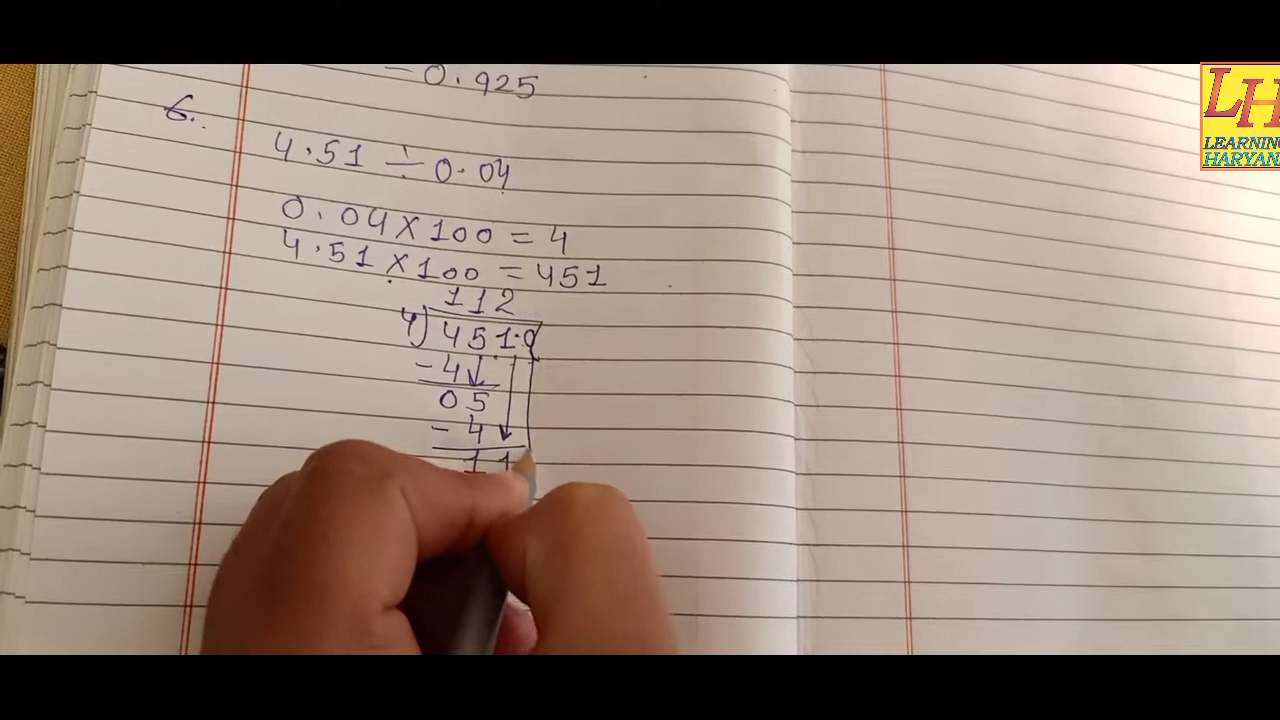 = 0.925
6.
4.51 ÷ 0.04
0.04 × 100 = 4
4.51 × 100 = 451
112
4) 451.0
- 4
05
- 4
11
LH
LEARNING
HARYANA